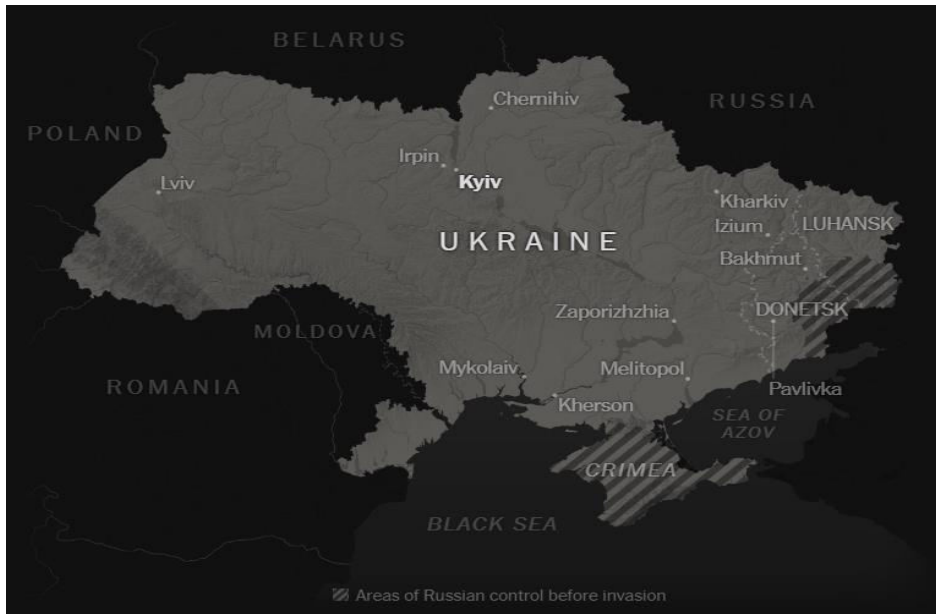 BELARUS
Chernihiv
RUSSIA
POLAND
Irpin
Kyiv
Lviv
Kharkiv
UKRAINE
Izium
LUHANSK
Bakhmut
Zaporizhzhia
DONETSK
MOLDOVA
Mykolaiv
Melitopol
ROMANIA
Pavlivka
Kherson
SEA OF
AZOV
CRIMEA
BLACK SEA
Areas of Russian control before invasion